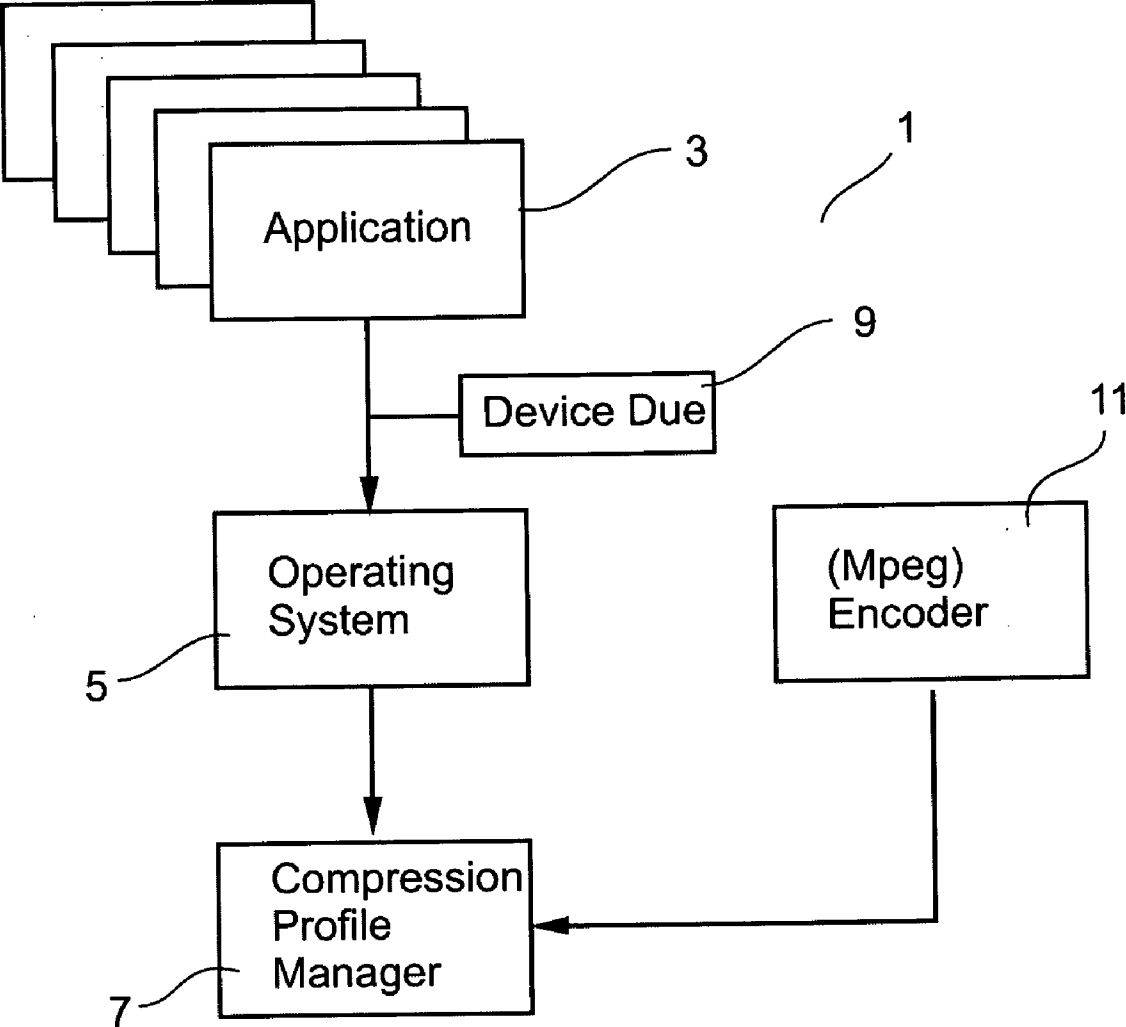 1
3
Application
9
Device Due
11
Operating
System
5
(Mpeg)
Encoder
Compression
Profile
Manager
7